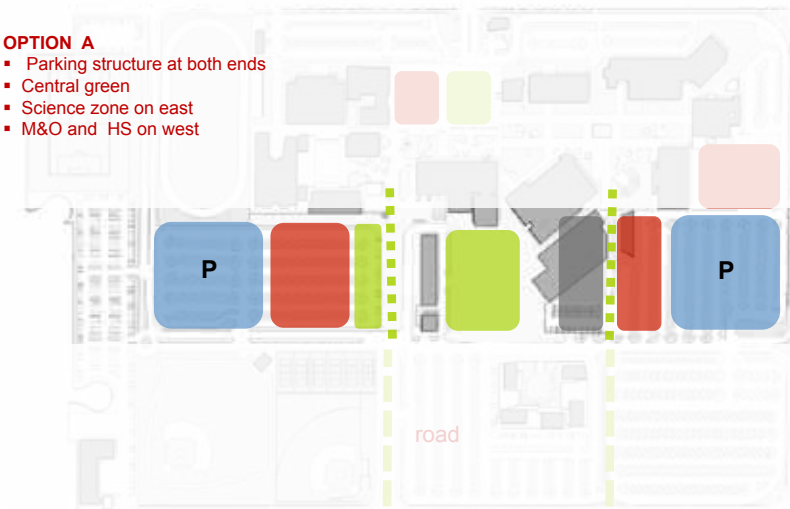 OPTION A
▪ Parking structure at both ends
▪ Central green
▪ Science zone on east
▪ M&O and HS on west
P
P
road